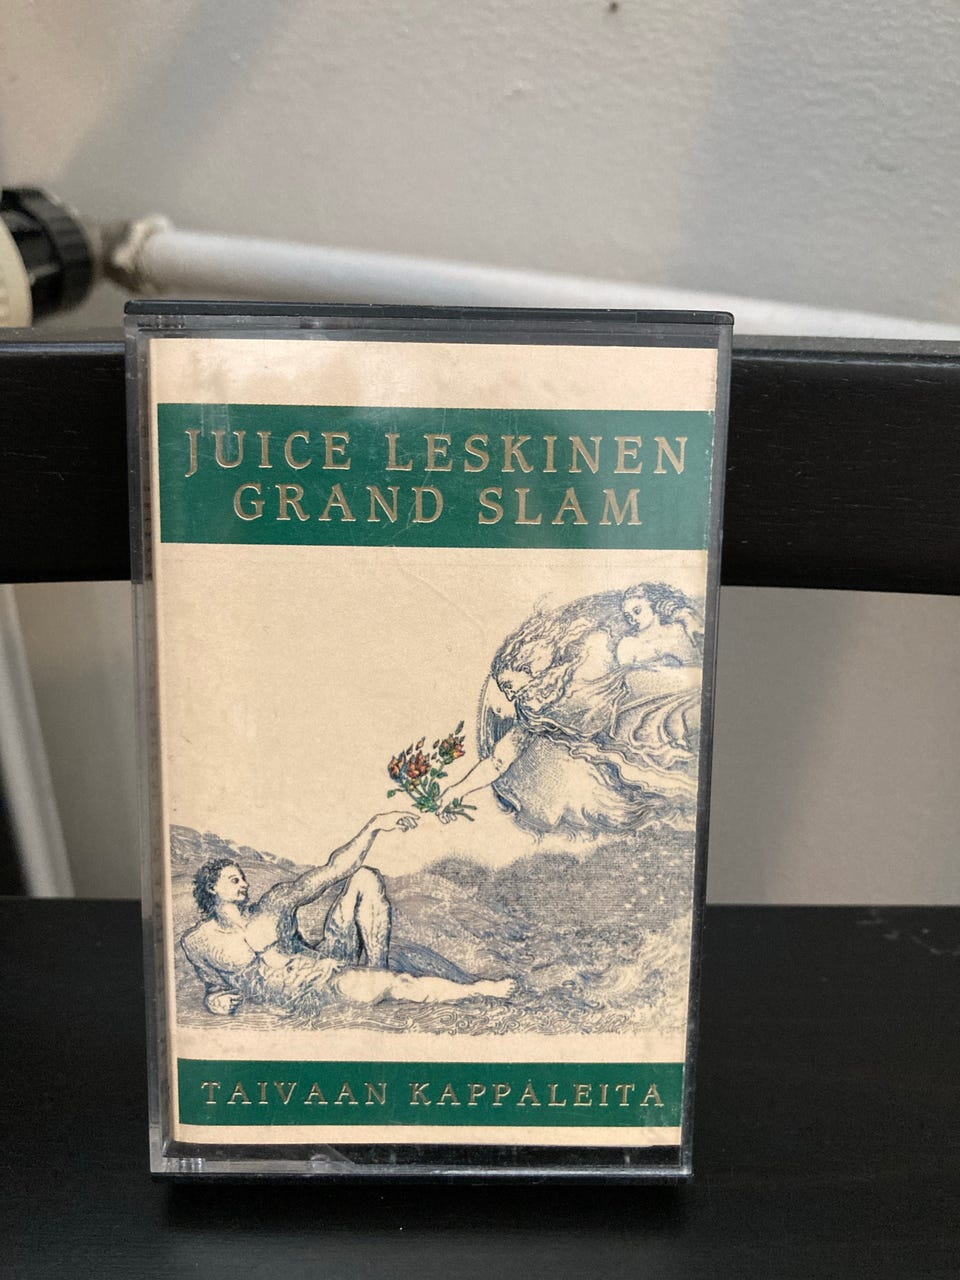 JUICE LESKINEN
GRAND SLAM
TAIVAAN KAPPALEITA